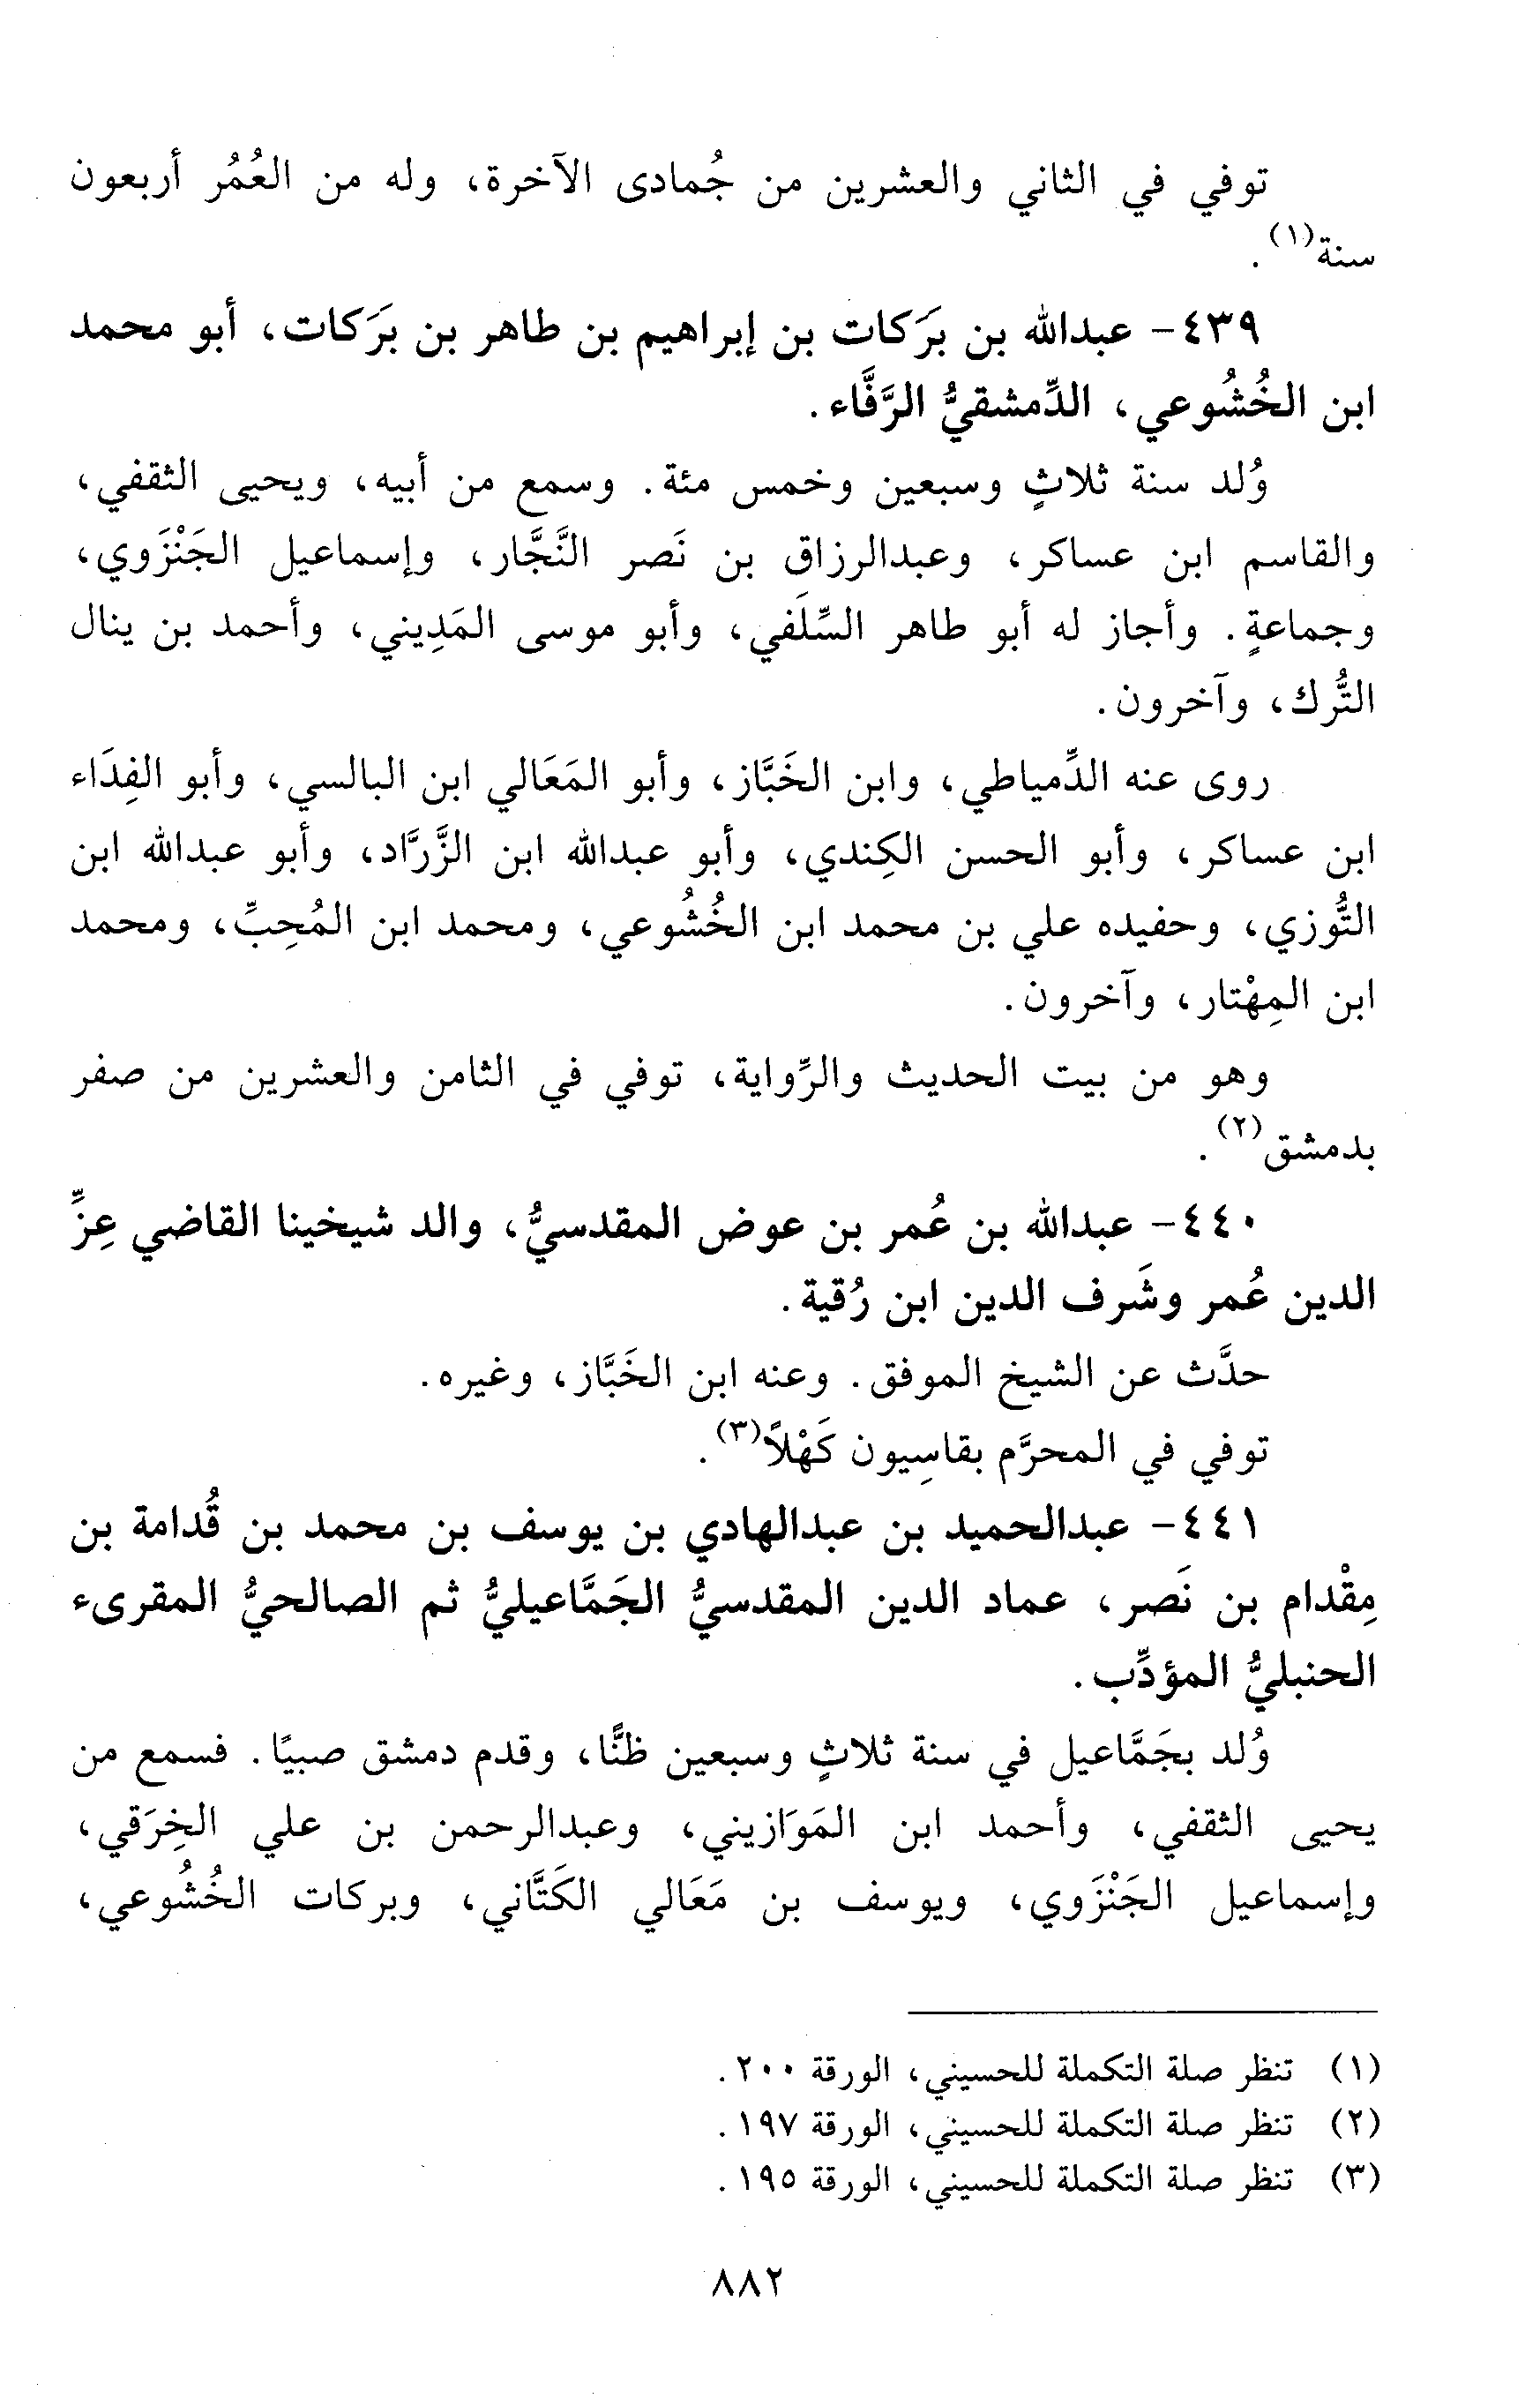 توفي في الثاني والعشرين من جُمادى الآخرة، وله من العُمُر أربعون
سنة(١).
٤٣٩- عبدالله بن بَرَكات بن إبراهيم بن طاهر بن بَرَكات، أبو محمد
ابن الخُشُوعي، الدِّمشقيُّ الرَّفَّاء.
وُلد سنة ثلاثٍ وسبعين وخمس مئة. وسمع من أبيه، ويحيى الثقفي،
والقاسم ابن عساكر، وعبدالرزاق بن نَصر النَّجَّار، وإسماعيل الجَنْزَوي،
وجماعةٍ. وأجاز له أبو طاهر السِّلَفي، وأبو موسى المَدِيني، وأحمد بن ينال
التُّرك، وآخرون.
روى عنه الدِّمياطي، وابن الخَبَّاز، وأبو المَعَالي ابن البالسي، وأبو الفِدَاء
ابن عساكر، وأبو الحسن الكِندي، وأبو عبدالله ابن الزَّرَّاد، وأبو عبدالله ابن
التُّوزي، وحفيده علي بن محمد ابن الخُشُوعي، ومحمد ابن المُحِبِّ، ومحمد
ابن المِهْتار، وآخرون.
وهو من بيت الحديث والرِّواية، توفي في الثامن والعشرين من صفر
بدمشق(٢).
٤٤٠- عبدالله بن عُمر بن عوض المقدسيُّ، والد شيخينا القاضي عِزِّ
الدين عُمر وشَرف الدين ابن رُقية.
حدَّث عن الشيخ الموفق. وعنه ابن الخَبَّاز، وغيره.
توفي في المحرَّم بقاسِيون كَهْلاً(٣).
٤٤١- عبدالحميد بن عبدالهادي بن يوسف بن محمد بن قُدامة بن
مِقْدام بن نَصر، عماد الدين المقدسيُّ الجَمَّاعيليُّ ثم الصالحيُّ المقرىء
الحنبليُّ المؤدِّب.
وُلد بجَمَّاعيل في سنة ثلاثٍ وسبعين ظنًّا، وقدم دمشق صبيًا. فسمع من
يحيى الثقفي، وأحمد ابن المَوَازيني، وعبدالرحمن بن علي الخِرَقي،
وإسماعيل الجَنْزَوي، ويوسف بن مَعَالي الكَتَّاني، وبركات الخُشُوعي،
(١) تنظر صلة التكملة للحسيني، الورقة ٢٠٠.
(٢) تنظر صلة التكملة للحسيني، الورقة ١٩٧.
(٣) تنظر صلة التكملة للحسيني، الورقة ١٩٥.
٨٨٢